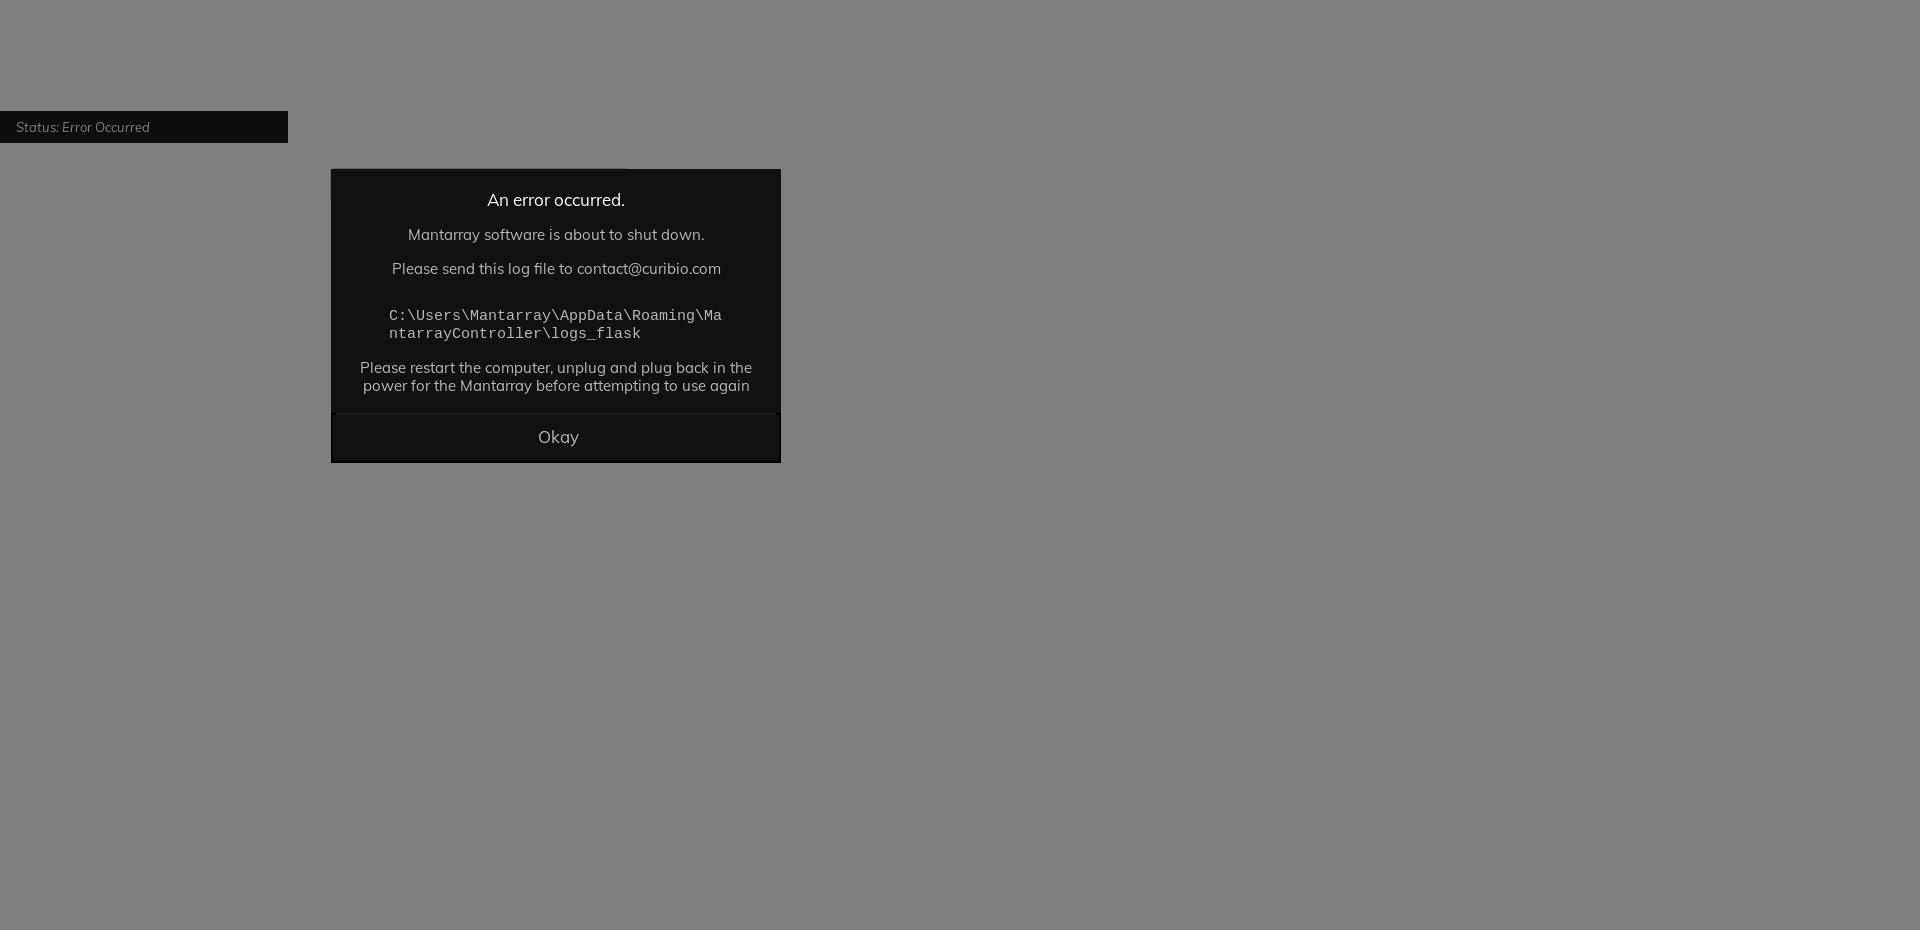 Status: Error Occurred
An error occurred.
Mantarray software is about to shut down.
Please send this log file to contact@curibio.com
C:\Users\Mantarray\AppData\Roaming\Ma
ntarrayController\logs_flask
Please restart the computer, unplug and plug back in the
power for the Mantarray before attempting to use again
Okay